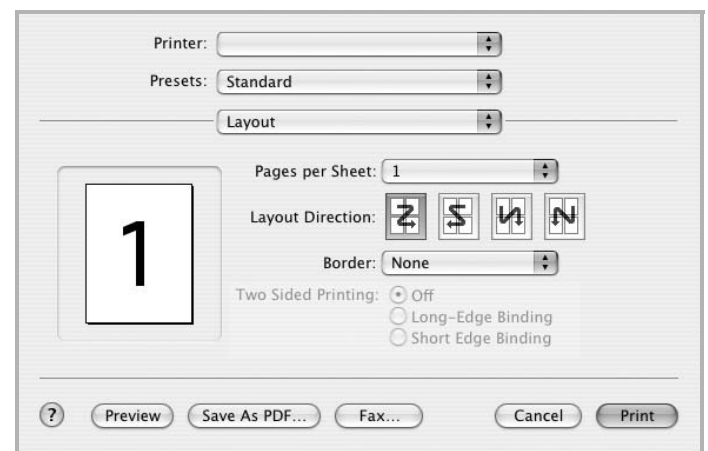 Printer:
Presets: Standard
Layout
Pages per Sheet: 1
1
Layout Direction:
Border: None
Two Sided Printing: Off
Long-Edge Binding
Short Edge Binding
? Preview Save As PDF... Fax... Cancel Print